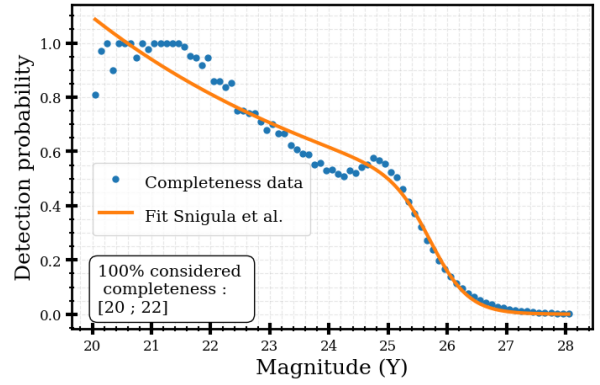 1.0
0.8
0.6
0.4
0.2
0.0
Detection probability
Completeness data
Fit Snigula et al.
100% considered
completeness :
[20 ; 22]
20 21 22 23 24 25 26 27 28
Magnitude (Y)